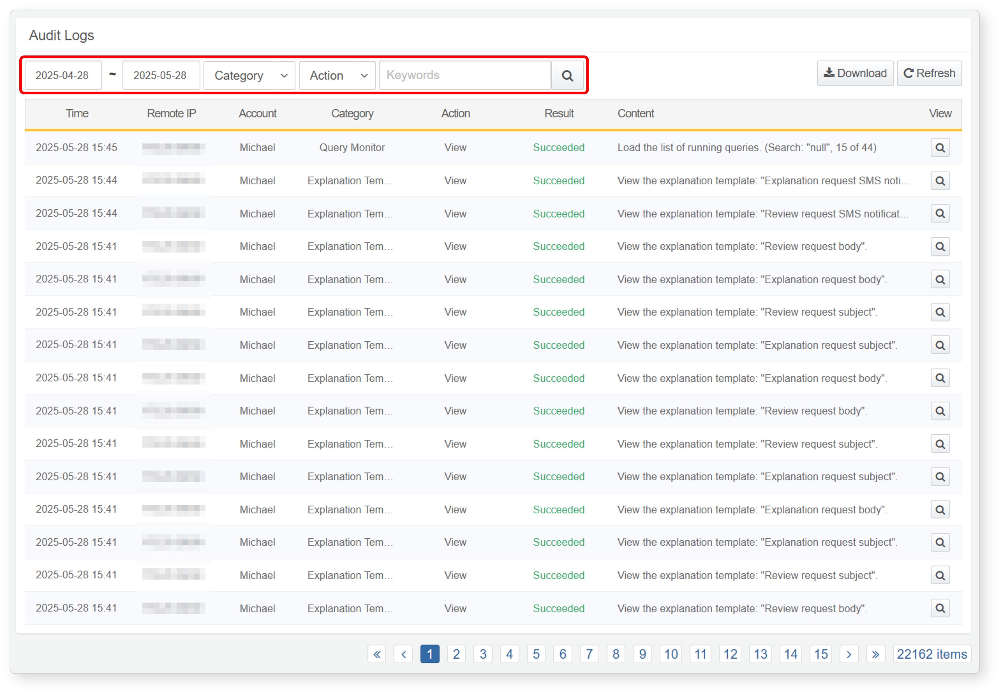 Audit Logs
2025-04-28 ~ 2025-05-28 Category Action Keywords Download Refresh
Time Remote IP Account Category Action Result Content View
2025-05-28 15:45 Michael Query Monitor View Succeeded Load the list of running queries. (Search: "null", 15 of 44)
2025-05-28 15:44 Michael Explanation Tem... View Succeeded View the explanation template: "Explanation request SMS noti...
2025-05-28 15:44 Michael Explanation Tem... View Succeeded View the explanation template: "Review request SMS notificat...
2025-05-28 15:41 Michael Explanation Tem... View Succeeded View the explanation template: "Review request body".
2025-05-28 15:41 Michael Explanation Tem... View Succeeded View the explanation template: "Explanation request body".
2025-05-28 15:41 Michael Explanation Tem... View Succeeded View the explanation template: "Review request subject".
2025-05-28 15:41 Michael Explanation Tem... View Succeeded View the explanation template: "Explanation request subject".
2025-05-28 15:41 Michael Explanation Tem... View Succeeded View the explanation template: "Explanation request body".
2025-05-28 15:41 Michael Explanation Tem... View Succeeded View the explanation template: "Review request body".
2025-05-28 15:41 Michael Explanation Tem... View Succeeded View the explanation template: "Review request subject".
2025-05-28 15:41 Michael Explanation Tem... View Succeeded View the explanation template: "Explanation request subject".
2025-05-28 15:41 Michael Explanation Tem... View Succeeded View the explanation template: "Explanation request body".
2025-05-28 15:41 Michael Explanation Tem... View Succeeded View the explanation template: "Explanation request subject".
2025-05-28 15:41 Michael Explanation Tem... View Succeeded View the explanation template: "Review request subject".
2025-05-28 15:41 Michael Explanation Tem... View Succeeded View the explanation template: "Review request body".
« ‹ 1 2 3 4 5 6 7 8 9 10 11 12 13 14 15 › » 22162 items